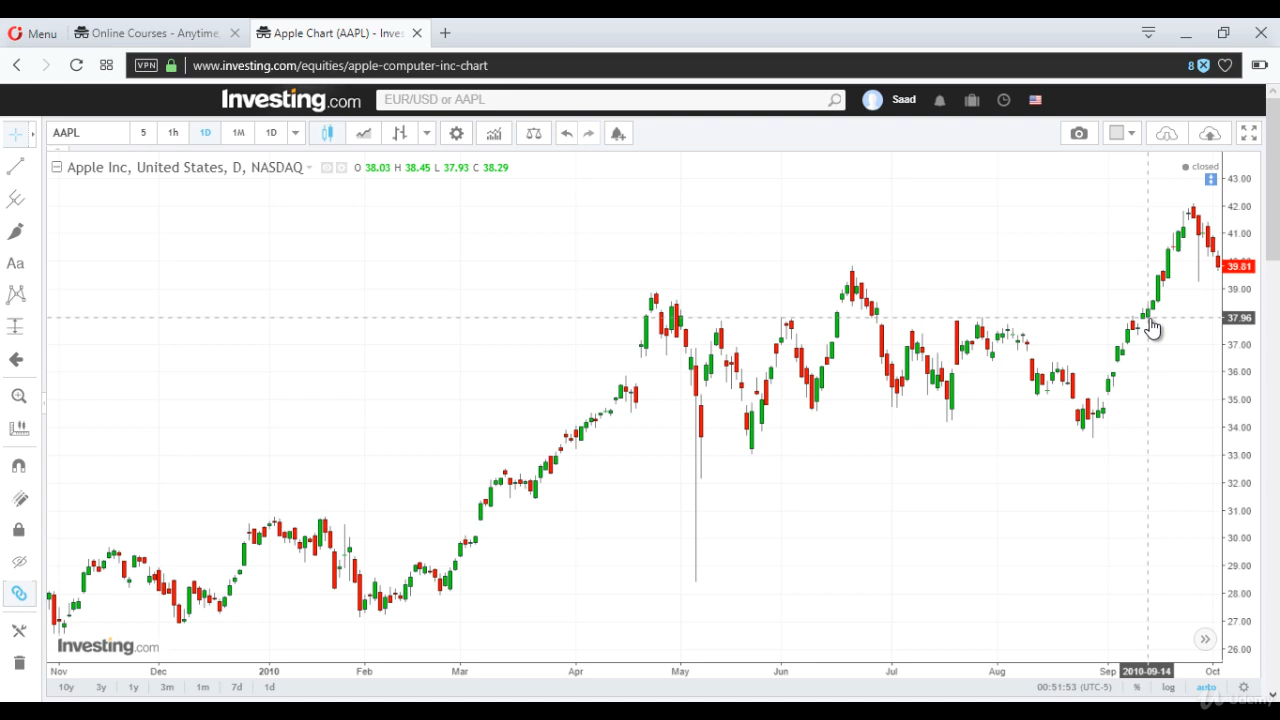 Menu Online Courses - Anytime, Apple Chart (AAPL) - Inves
VPN www.investing.com/equities/apple-computer-inc-chart 8
Investing.com EUR/USD or AAPL Saad
AAPL 5 1h 1D 1M 1D
Apple Inc, United States, D, NASDAQ O 38.03 H 38.45 L 37.93 C 38.29 closed
43.00
42.00
41.00
40.00
39.81
39.00
37.96
37.00
36.00
35.00
34.00
33.00
32.00
31.00
30.00
29.00
28.00
27.00
26.00
Aa
Investing.com
Nov Dec 2010 Feb Mar Apr May Jun Jul Aug Sep 2010-09-14 Oct
10y 3y 1y 3m 1m 7d 1d 00:51:53 (UTC-5) % log auto
Udemy